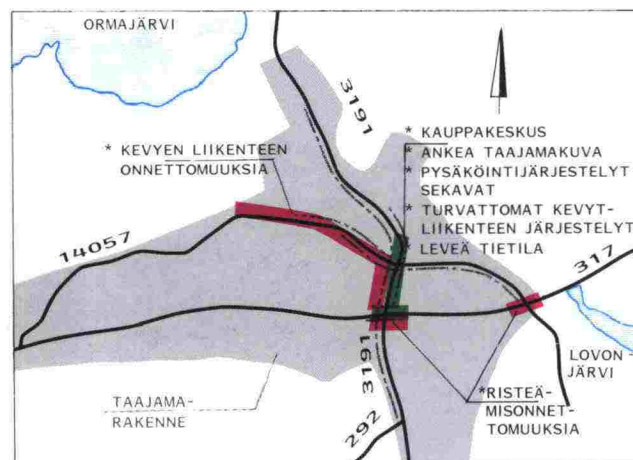 ORMAJÄRVI
3191
* KEVYEN LIIKENTEEN
ONNETTOMUUKSIA
* KAUPPAKESKUS
* ANKEA TAAJAMAKUVA
* PYSÄKÖINTIJÄRJESTELYT
SEKAVAT
* TURVATTOMAT KEVYT-
LIIKENTEEN JÄRJESTELYT
* LEVEÄ TIETILA
14057
317
LOVON-
JÄRVI
3191
TAAJAMA-
RAKENNE
292
*RISTEÄ-
MISONNET-
TOMUUKSIA